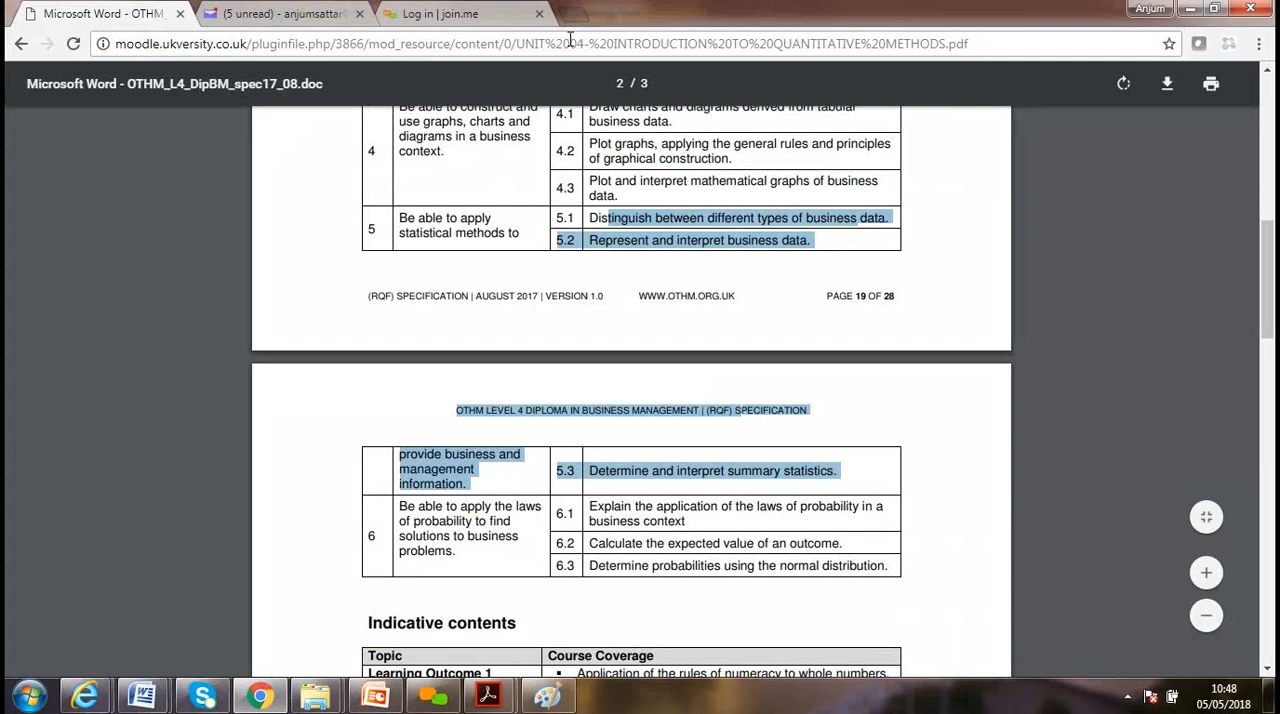 Microsoft Word - OTHM_
(5 unread) - anjumsattar
Log in | join.me
Anjum
moodle.ukversity.co.uk/pluginfile.php/3866/mod_resource/content/0/UNIT%2004-%20INTRODUCTION%20TO%20QUANTITATIVE%20METHODS.pdf
Microsoft Word - OTHM_L4_DipBM_spec17_08.doc
2 / 3
4
Be able to construct and
use graphs, charts and
diagrams in a business
context.
4.1
Draw charts and diagrams derived from tabular
business data.
4.2
Plot graphs, applying the general rules and principles
of graphical construction.
4.3
Plot and interpret mathematical graphs of business
data.
5
Be able to apply
statistical methods to
5.1
Distinguish between different types of business data.
5.2
Represent and interpret business data.
(RQF) SPECIFICATION | AUGUST 2017 | VERSION 1.0 WWW.OTHM.ORG.UK PAGE 19 OF 28
OTHM LEVEL 4 DIPLOMA IN BUSINESS MANAGEMENT | (RQF) SPECIFICATION
provide business and
management
information.
5.3
Determine and interpret summary statistics.
6
Be able to apply the laws
of probability to find
solutions to business
problems.
6.1
Explain the application of the laws of probability in a
business context
6.2
Calculate the expected value of an outcome.
6.3
Determine probabilities using the normal distribution.
Indicative contents
Topic Course Coverage
Learning Outcome 1 ▪ Application of the rules of numeracy to whole numbers,
10:48
05/05/2018